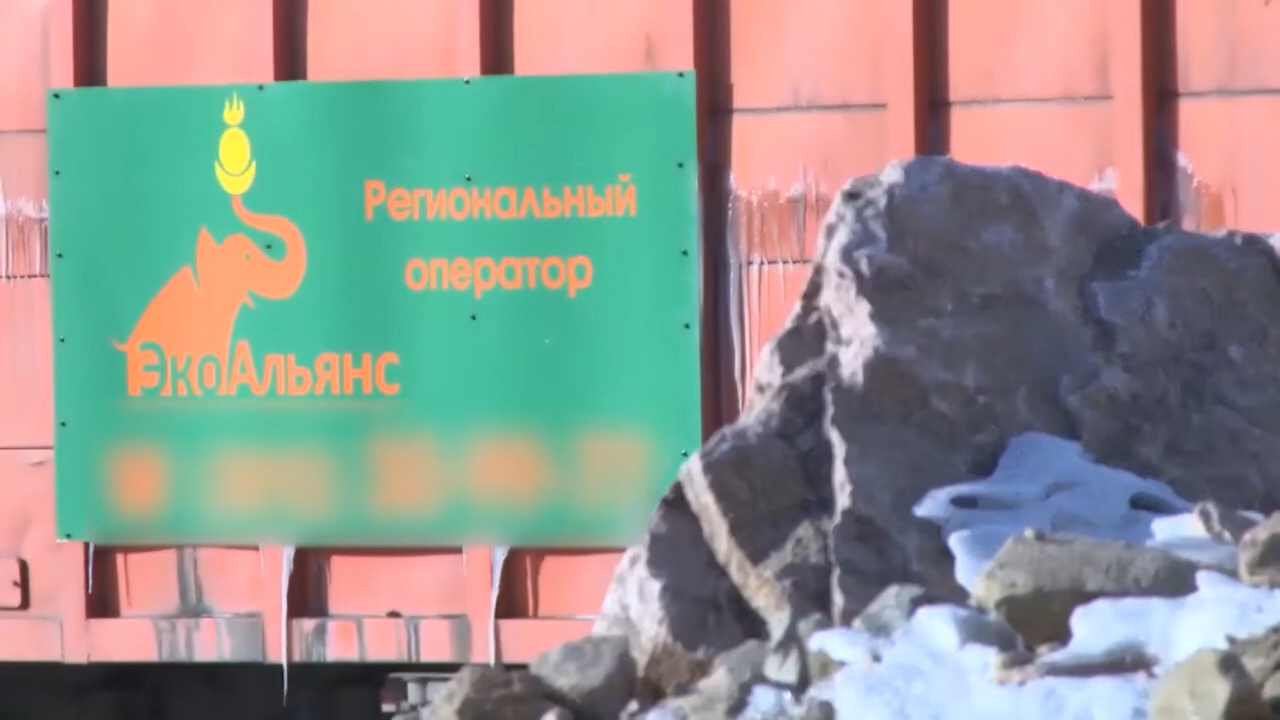 Региональный
оператор
ЭкоАльянс